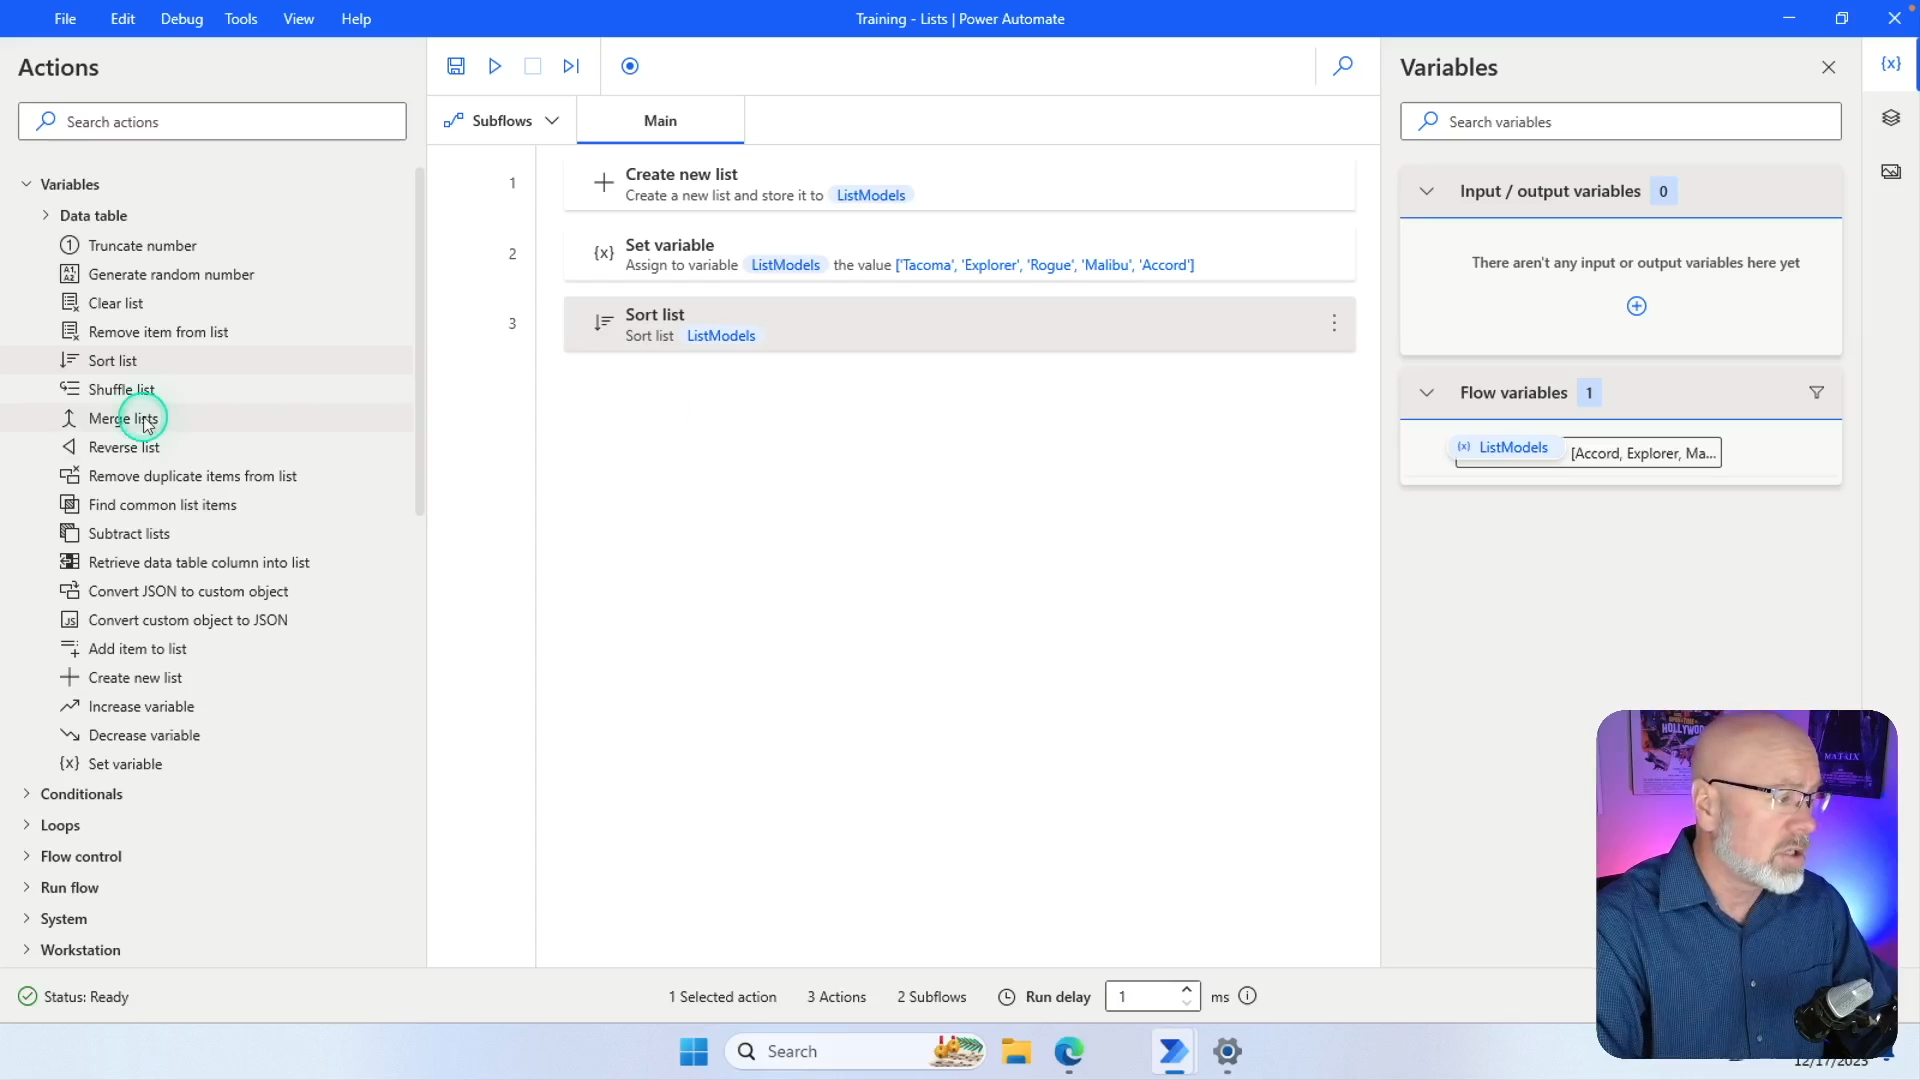 File Edit Debug Tools View Help
Training - Lists | Power Automate
Actions
Search actions
Variables
Data table
Truncate number
Generate random number
Clear list
Remove item from list
Sort list
Shuffle list
Merge lists
Reverse list
Remove duplicate items from list
Find common list items
Subtract lists
Retrieve data table column into list
Convert JSON to custom object
Convert custom object to JSON
Add item to list
Create new list
Increase variable
Decrease variable
{x} Set variable
Conditionals
Loops
Flow control
Run flow
System
Workstation
Subflows
Main
1
Create new list
Create a new list and store it to ListModels
2
{x} Set variable
Assign to variable ListModels the value ['Tacoma', 'Explorer', 'Rogue', 'Malibu', 'Accord']
3
Sort list
Sort list ListModels
Variables
{x}
Search variables
Input / output variables 0
There aren't any input or output variables here yet
Flow variables 1
(x) ListModels [Accord, Explorer, Ma...
HOLLYWOOD
MATRIX
Status: Ready
1 Selected action
3 Actions
2 Subflows
Run delay 1 ms
Search
12/17/2023